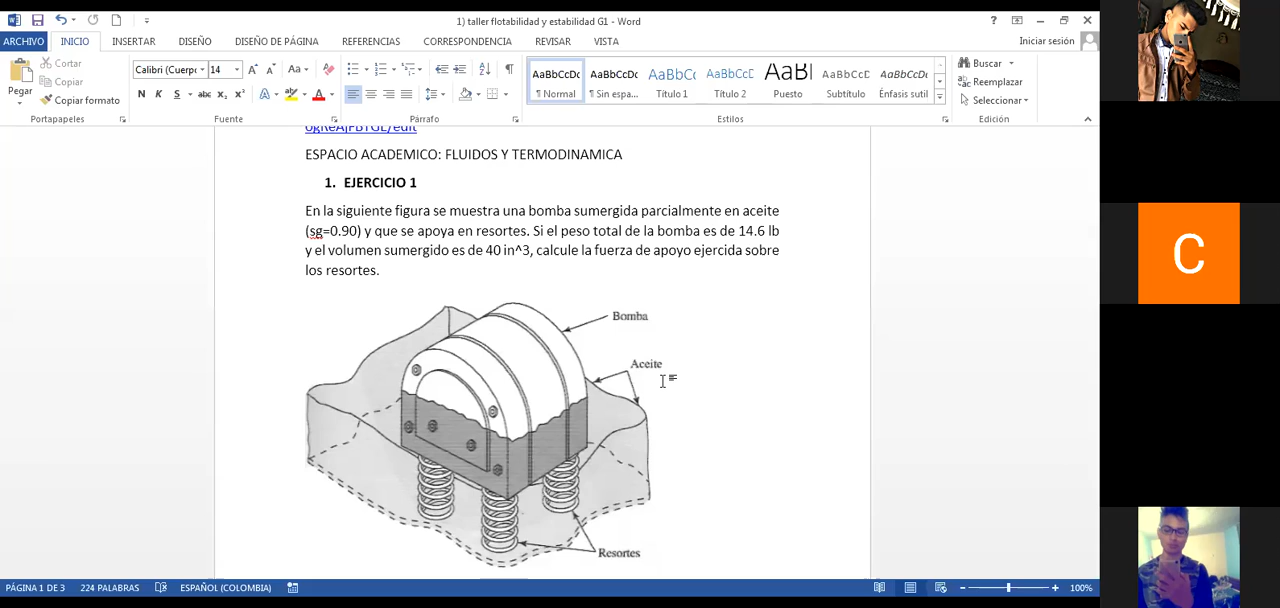 1) taller flotabilidad y estabilidad G1 - Word
ARCHIVO INICIO INSERTAR DISEÑO DISEÑO DE PÁGINA REFERENCIAS CORRESPONDENCIA REVISAR VISTA Iniciar sesión
Cortar
Copiar
Copiar formato
Pegar
Portapapeles
Calibri (Cuerpc 14
Fuente
Párrafo
AaBbCcDc AaBbCcDc AaBbC AaBbCcC AaB AaBbCcC AaBbCcDc
¶ Normal ¶ Sin espa... Título 1 Título 2 Puesto Subtítulo Énfasis sutil
Estilos
Buscar
Reemplazar
Seleccionar
Edición
ESPACIO ACADEMICO: FLUIDOS Y TERMODINAMICA
1. EJERCICIO 1
En la siguiente figura se muestra una bomba sumergida parcialmente en aceite
(sg=0.90) y que se apoya en resortes. Si el peso total de la bomba es de 14.6 lb
y el volumen sumergido es de 40 in^3, calcule la fuerza de apoyo ejercida sobre
los resortes.
Bomba
Aceite
Resortes
PÁGINA 1 DE 3 224 PALABRAS ESPAÑOL (COLOMBIA) 100%
C